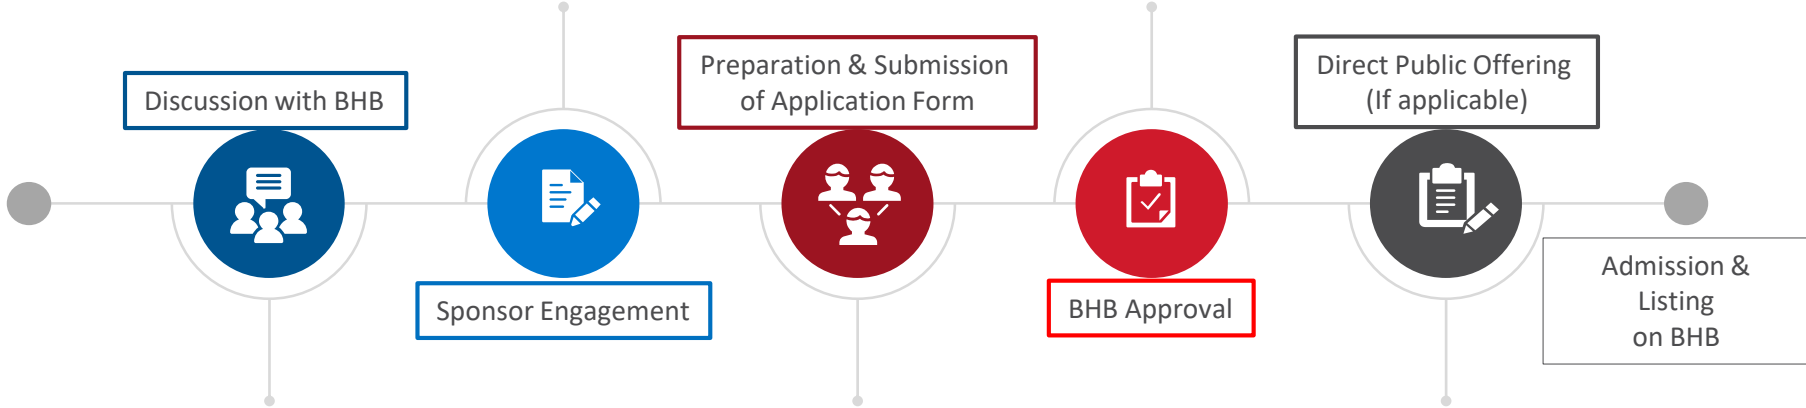 Discussion with BHB
Sponsor Engagement
Preparation & Submission
of Application Form
BHB Approval
Direct Public Offering
(If applicable)
Admission &
Listing
on BHB